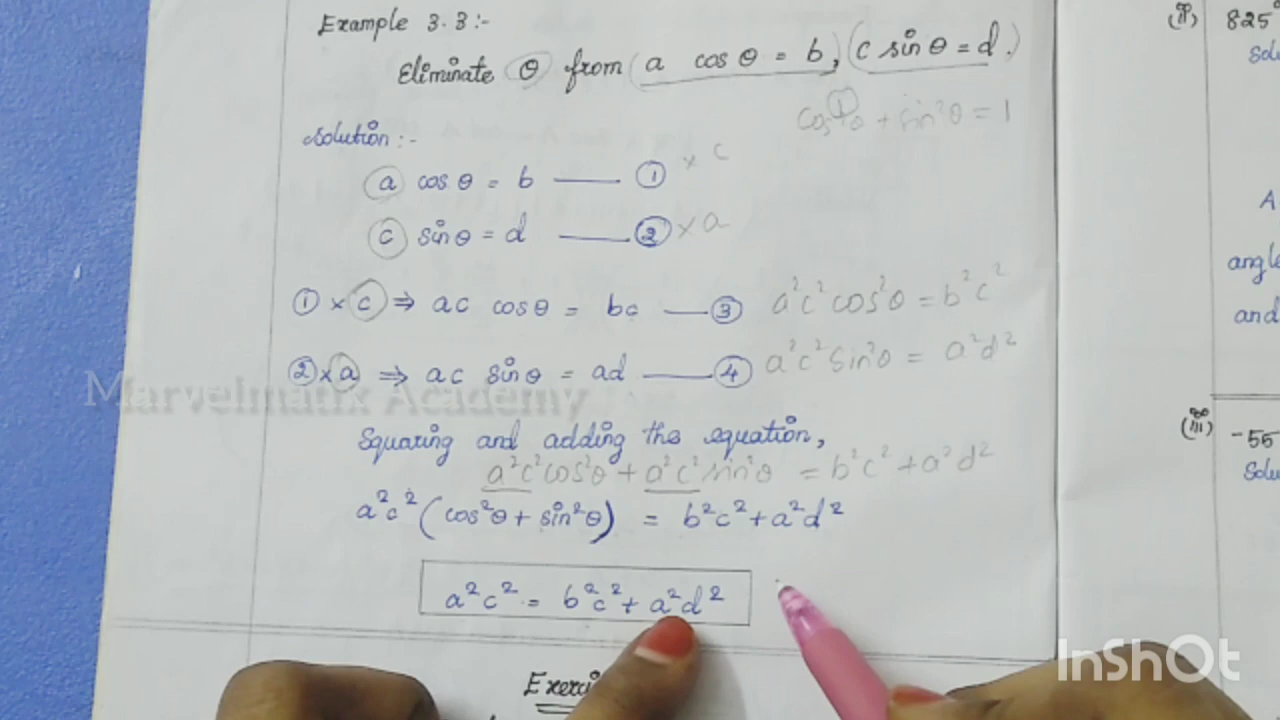 Example 3.3:-
Eliminate θ from (a cos θ = b), (c sin θ = d.)
cos²θ + sin²θ = 1
Solution:-
a cos θ = b —— ① × c
c sin θ = d —— ② × a
① × c ⇒ ac cos θ = bc —— ③ a²c² cos²θ = b²c²
② × a ⇒ ac sin θ = ad —— ④ a²c² sin²θ = a²d²
Marvelmatix Academy
Squaring and adding the equation,
a²c² cos²θ + a²c² sin²θ = b²c² + a²d²
a²c² (cos²θ + sin²θ) = b²c² + a²d²
a²c² = b²c² + a²d²
(ii) 825°
A
angle
and
(iii) -55
InShOt